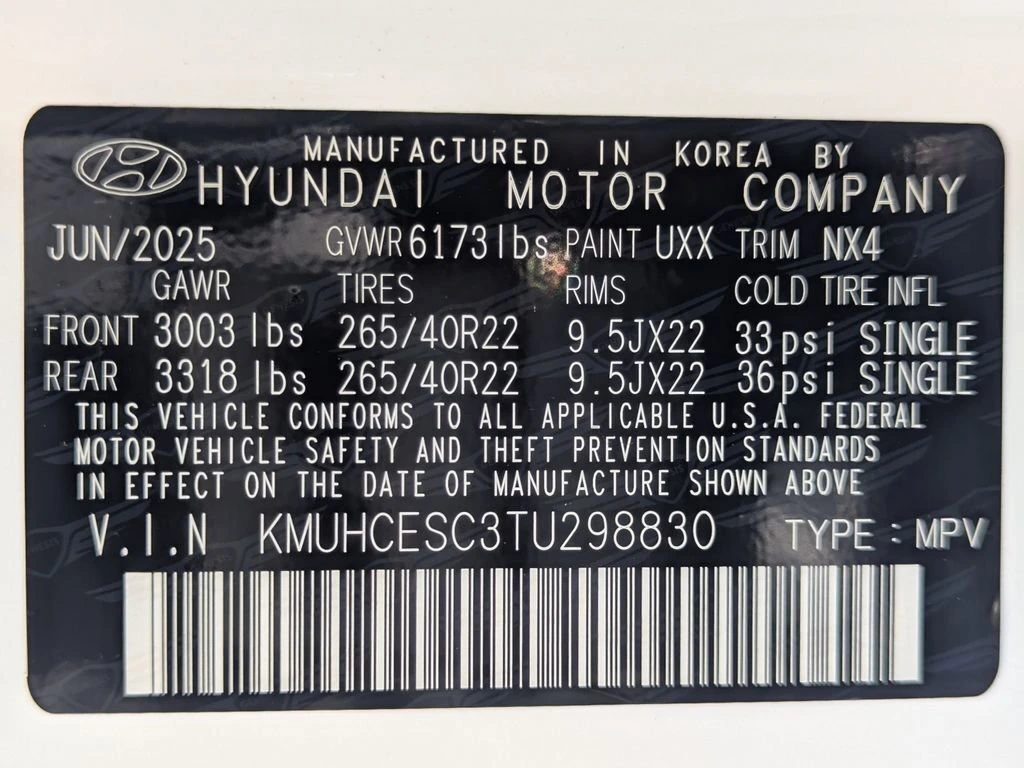 MANUFACTURED IN KOREA BY
HYUNDAI MOTOR COMPANY
JUN/2025 GVWR 6173lbs PAINT UXX TRIM NX4
GAWR TIRES RIMS COLD TIRE INFL
FRONT 3003 lbs 265/40R22 9.5JX22 33psi SINGLE
REAR 3318 lbs 265/40R22 9.5JX22 36psi SINGLE
THIS VEHICLE CONFORMS TO ALL APPLICABLE U.S.A. FEDERAL
MOTOR VEHICLE SAFETY AND THEFT PREVENTION STANDARDS
IN EFFECT ON THE DATE OF MANUFACTURE SHOWN ABOVE
V.I.N KMUHCESC3TU298830 TYPE : MPV